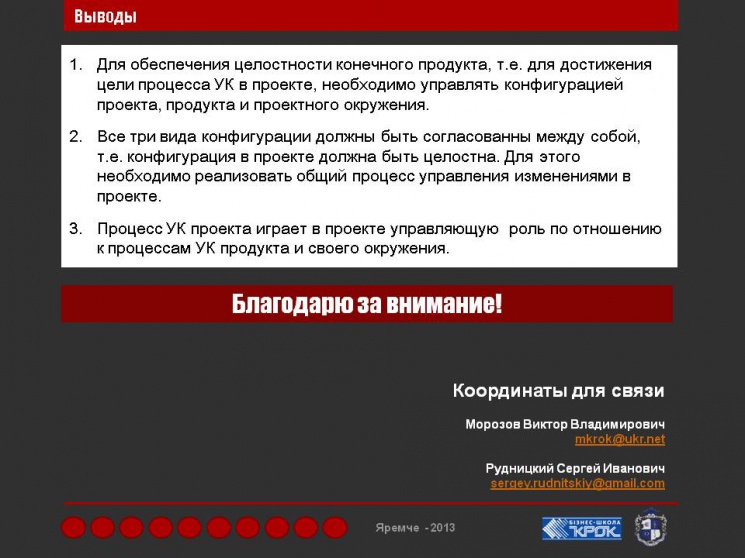 Выводы
1. Для обеспечения целостности конечного продукта, т.е. для достижения
цели процесса УК в проекте, необходимо управлять конфигурацией
проекта, продукта и проектного окружения.
2. Все три вида конфигурации должны быть согласованны между собой,
т.е. конфигурация в проекте должна быть целостна. Для этого
необходимо реализовать общий процесс управления изменениями в
проекте.
3. Процесс УК проекта играет в проекте управляющую роль по отношению
к процессам УК продукта и своего окружения.
Благодарю за внимание!
Координаты для связи
Морозов Виктор Владимирович
mkrok@ukr.net
Рудницкий Сергей Иванович
sergey.rudnitskiy@gmail.com
Яремче - 2013
БІЗНЕС-ШКОЛА
КРОК